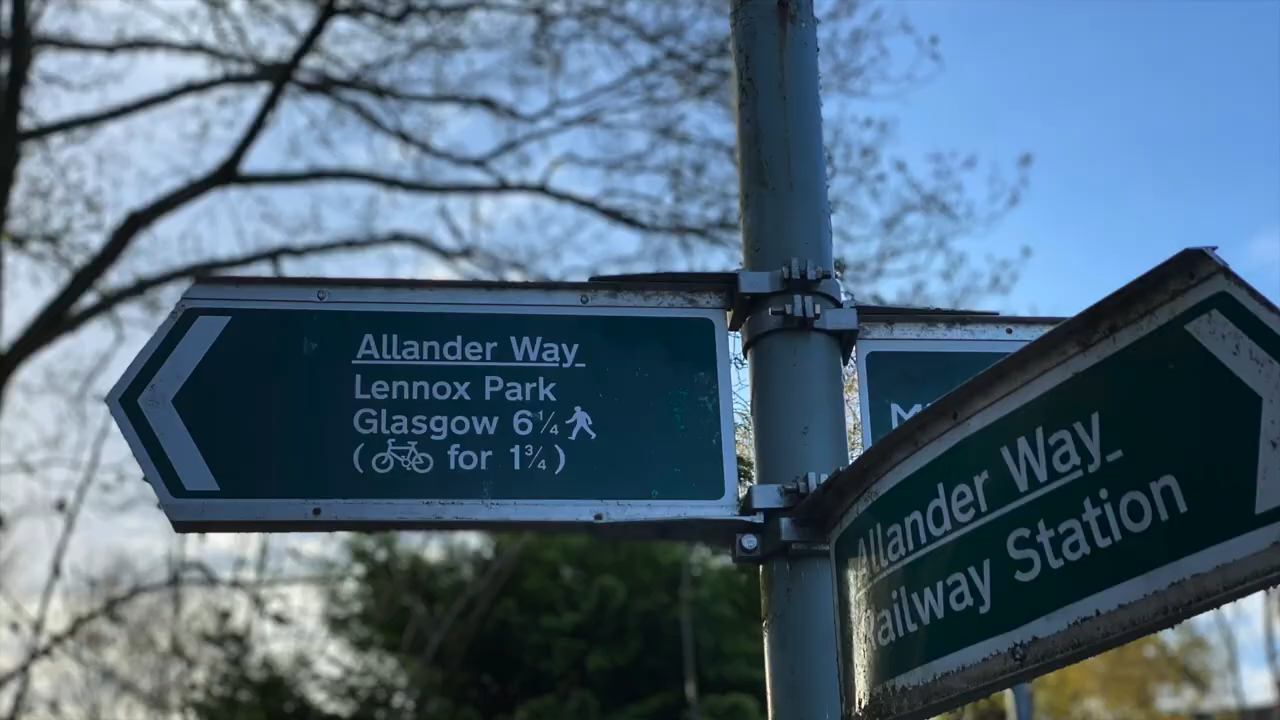 Allander Way
Lennox Park
Glasgow 6¼
( for 1¾)
Allander Way
Railway Station